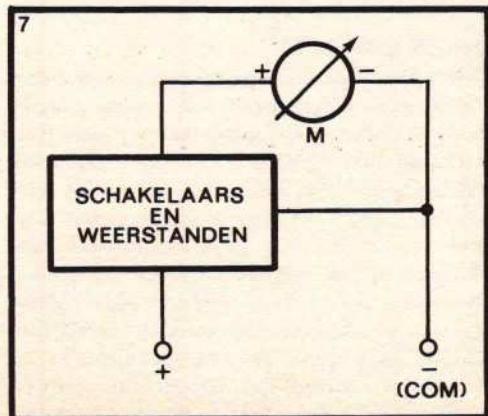 7
+ -
M
SCHAKELAARS
EN
WEERSTANDEN
+ -
(COM)